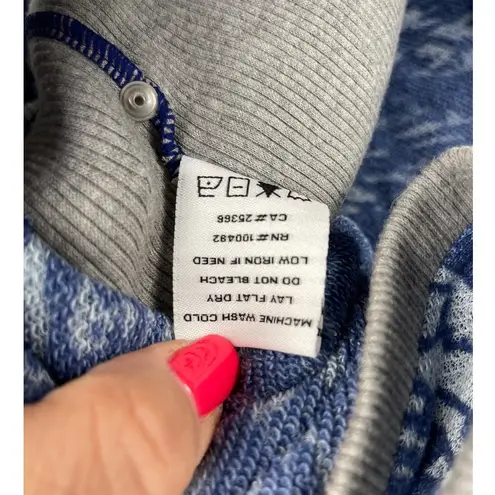 MACHINE WASH COLD
LAY FLAT DRY
DO NOT BLEACH
LOW IRON IF NEED
RN# 100492
CA# 25366